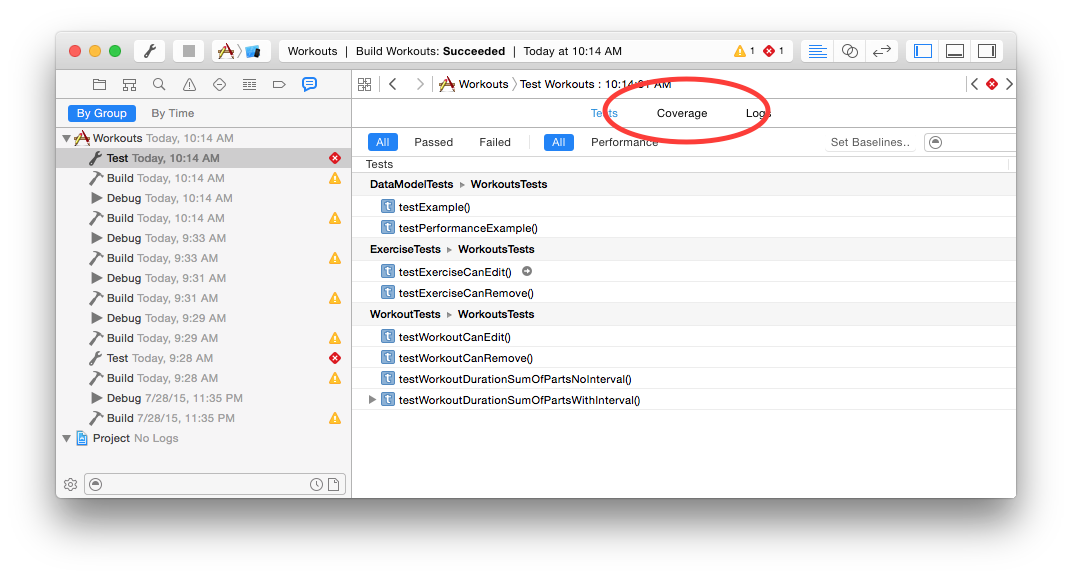 Workouts | Build Workouts: Succeeded | Today at 10:14 AM 1 1
Workouts Test Workouts : 10:14:31 AM
By Group By Time
Tests Coverage Logs
Workouts Today, 10:14 AM
All Passed Failed All Performance Set Baselines..
Test Today, 10:14 AM
Tests
Build Today, 10:14 AM
DataModelTests WorkoutsTests
Debug Today, 10:14 AM
t testExample()
Build Today, 10:14 AM
t testPerformanceExample()
Debug Today, 9:33 AM
ExerciseTests WorkoutsTests
Build Today, 9:33 AM
t testExerciseCanEdit()
Debug Today, 9:31 AM
t testExerciseCanRemove()
Build Today, 9:31 AM
WorkoutTests WorkoutsTests
Debug Today, 9:29 AM
t testWorkoutCanEdit()
Build Today, 9:29 AM
t testWorkoutCanRemove()
Test Today, 9:28 AM
t testWorkoutDurationSumOfPartsNoInterval()
Build Today, 9:28 AM
t testWorkoutDurationSumOfPartsWithInterval()
Debug 7/28/15, 11:35 PM
Build 7/28/15, 11:35 PM
Project No Logs